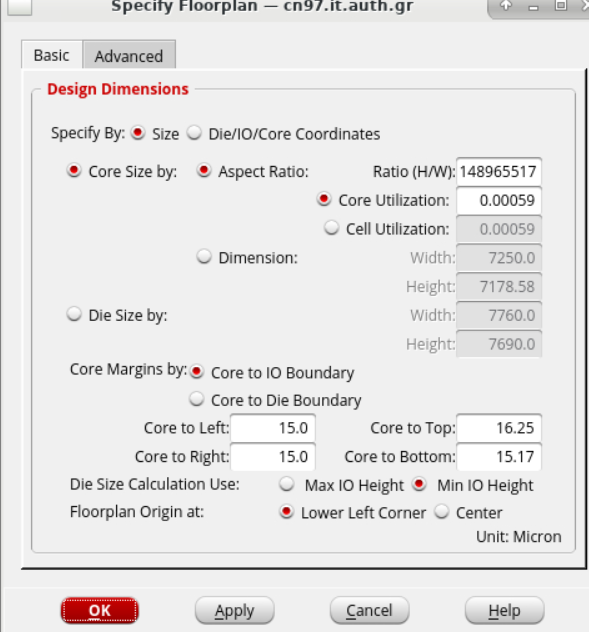 Specify Floorplan — cn97.it.auth.gr
Basic Advanced
Design Dimensions
Specify By: Size Die/IO/Core Coordinates
Core Size by: Aspect Ratio: Ratio (H/W): 148965517
Core Utilization: 0.00059
Cell Utilization: 0.00059
Dimension: Width: 7250.0
Height: 7178.58
Die Size by: Width: 7760.0
Height: 7690.0
Core Margins by: Core to IO Boundary
Core to Die Boundary
Core to Left: 15.0 Core to Top: 16.25
Core to Right: 15.0 Core to Bottom: 15.17
Die Size Calculation Use: Max IO Height Min IO Height
Floorplan Origin at: Lower Left Corner Center
Unit: Micron
OK Apply Cancel Help